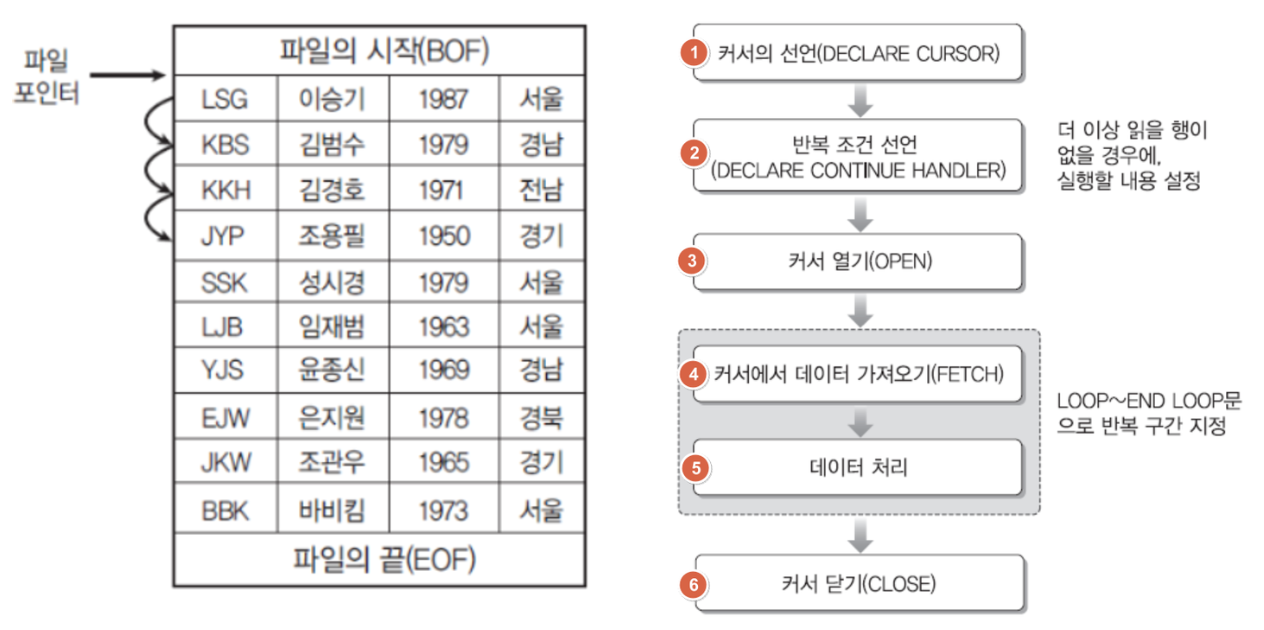 파일
포인터
파일의 시작(BOF)
LSG 이승기 1987 서울
KBS 김범수 1979 경남
KKH 김경호 1971 전남
JYP 조용필 1950 경기
SSK 성시경 1979 서울
LJB 임재범 1963 서울
YJS 윤종신 1969 경남
EJW 은지원 1978 경북
JKW 조관우 1965 경기
BBK 바비킴 1973 서울
파일의 끝(EOF)
1 커서의 선언(DECLARE CURSOR)
2 반복 조건 선언
(DECLARE CONTINUE HANDLER)
더 이상 읽을 행이
없을 경우에,
실행할 내용 설정
3 커서 열기(OPEN)
4 커서에서 데이터 가져오기(FETCH)
5 데이터 처리
LOOP~END LOOP문
으로 반복 구간 지정
6 커서 닫기(CLOSE)